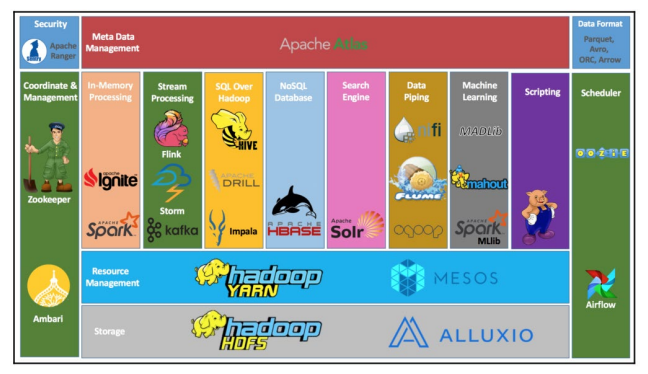 Security
Apache
Ranger
Meta Data
Management
Apache Atlas
Data Format
Parquet,
Avro,
ORC, Arrow
Coordinate &
Management
Zookeeper
Ambari
In-Memory
Processing
APACHE
Ignite
APACHE
Spark
Stream
Processing
Flink
Storm
kafka
SQL Over
Hadoop
HIVE
APACHE
DRILL
Impala
NoSQL
Database
APACHE
HBASE
Search
Engine
Apache
Solr
Data
Piping
nifi
FLUME
sqoop
Machine
Learning
MADlib
mahout
APACHE
Spark
MLlib
Scripting
Scheduler
OOZIE
Airflow
Resource
Management
hadoop
YARN
MESOS
Storage
hadoop
HDFS
ALLUXIO